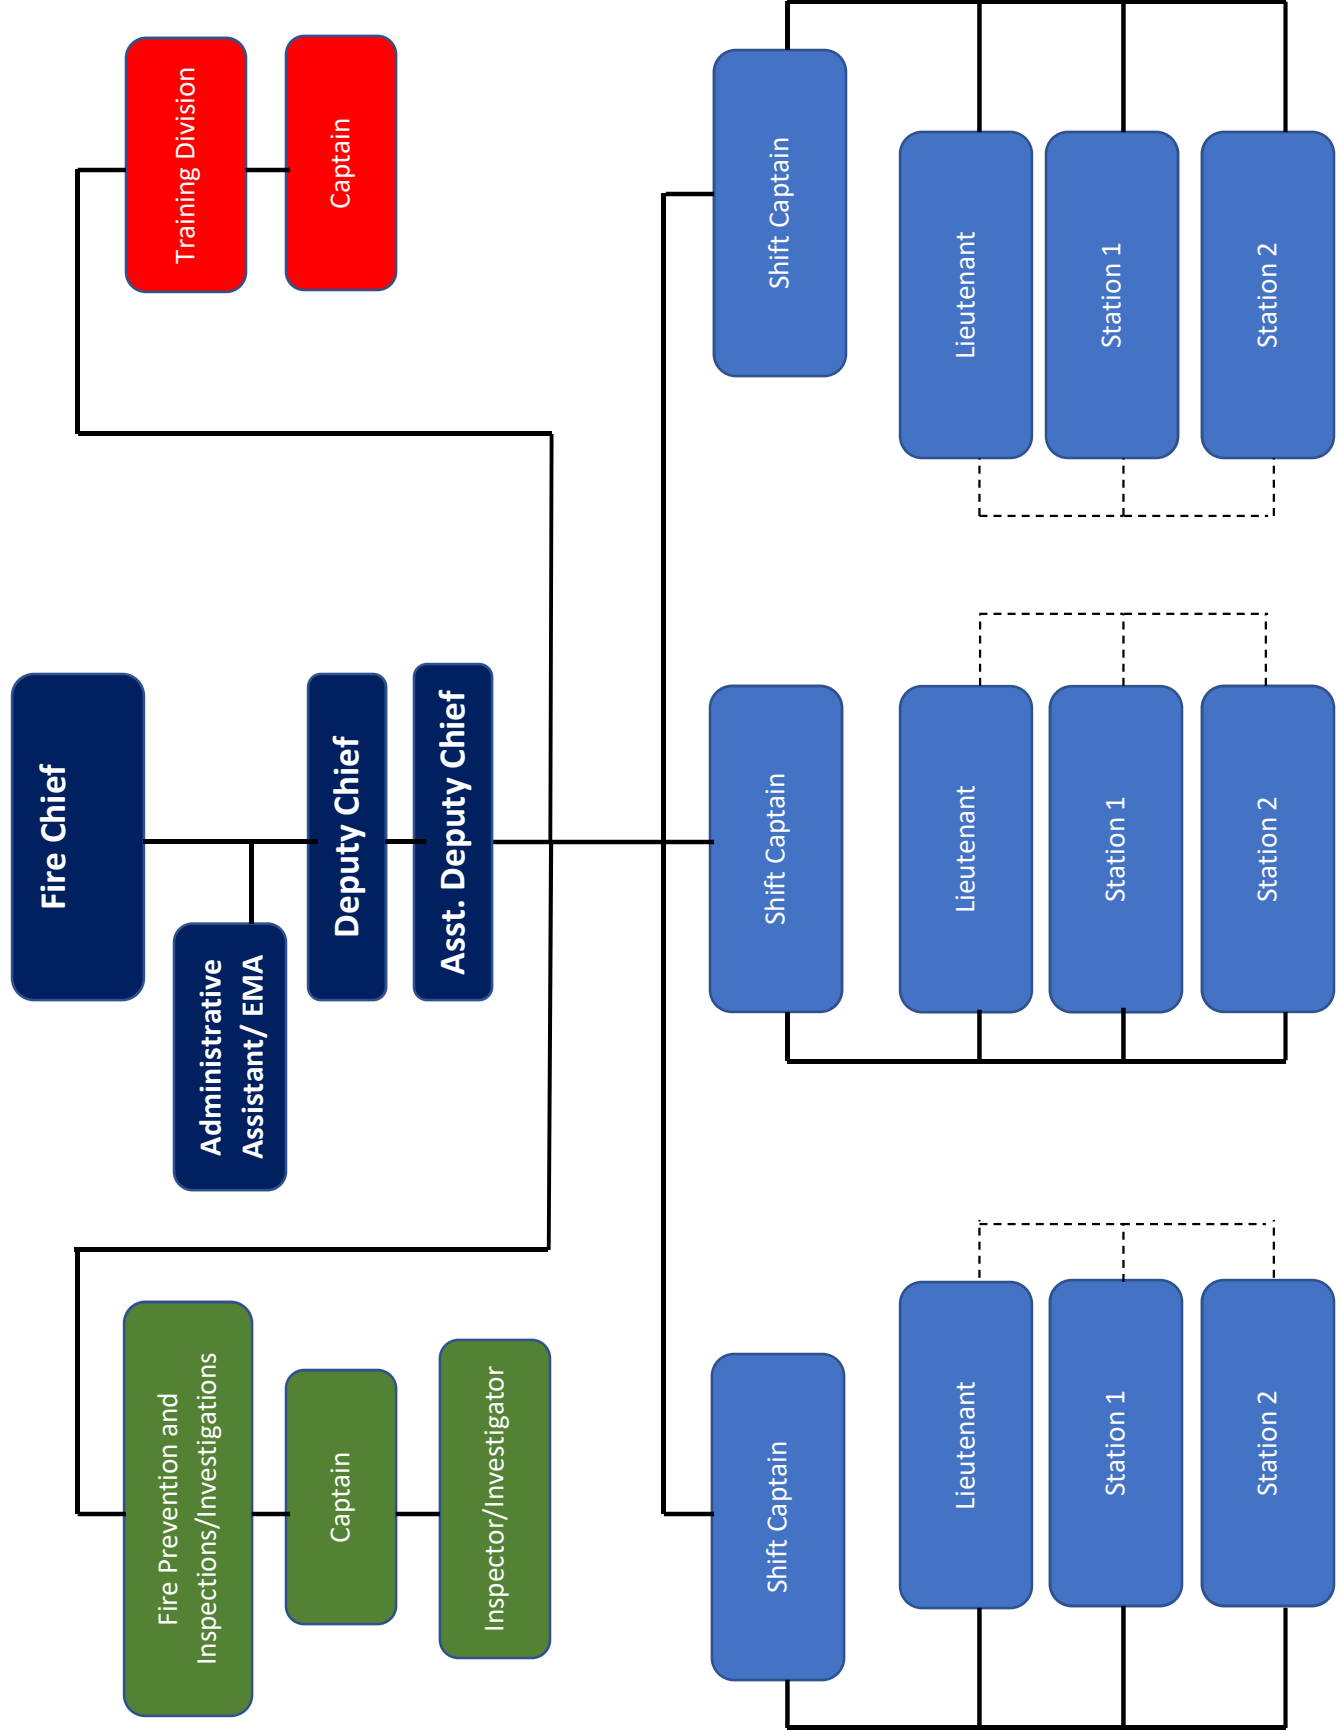 Fire Chief
Administrative
Assistant/ EMA
Deputy Chief
Asst. Deputy Chief
Fire Prevention and
Inspections/Investigations
Captain
Inspector/Investigator
Training Division
Captain
Shift Captain
Lieutenant
Station 1
Station 2
Shift Captain
Lieutenant
Station 1
Station 2
Shift Captain
Lieutenant
Station 1
Station 2